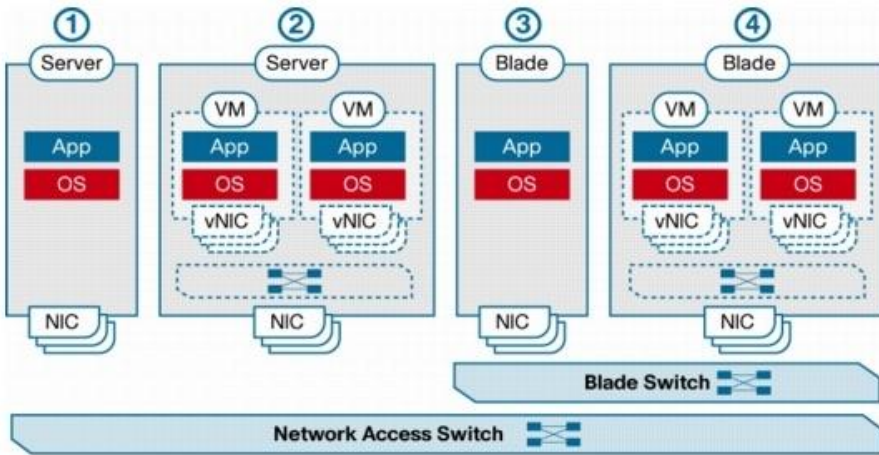 1 2 3 4
Server Server Blade Blade
VM VM VM VM
App App App App App App
OS OS OS OS OS OS
vNIC vNIC vNIC vNIC
NIC NIC NIC NIC
Blade Switch
Network Access Switch